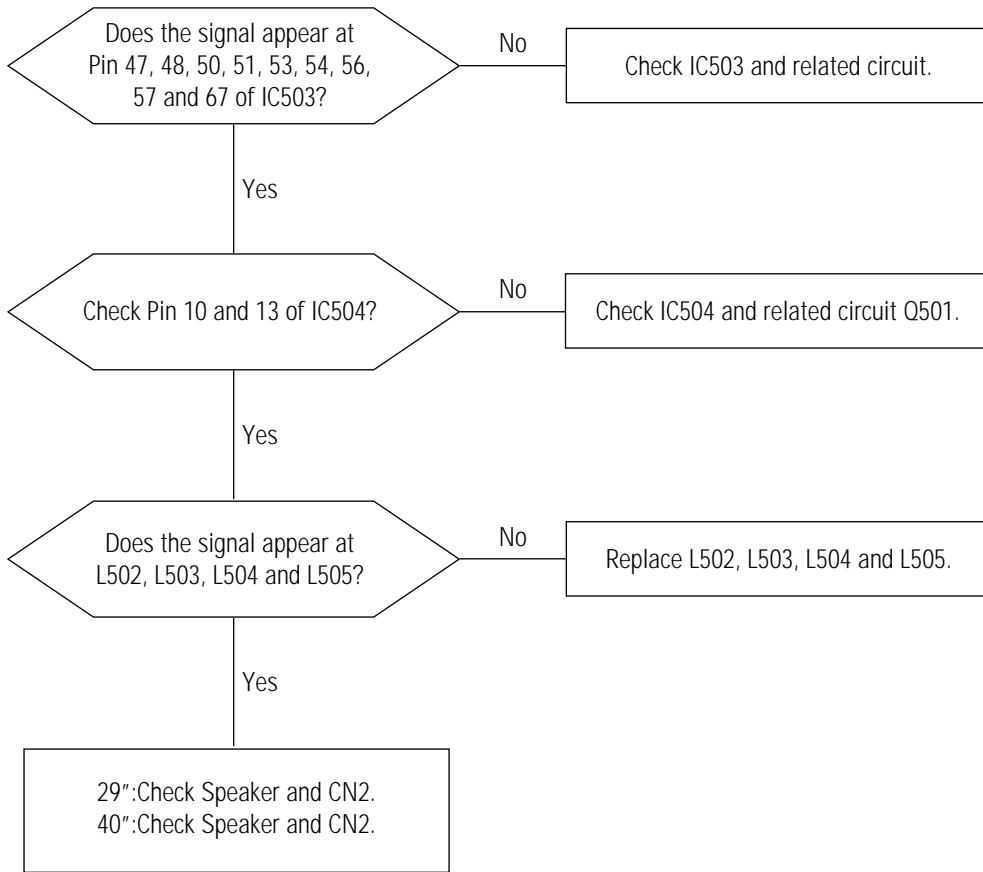 Does the signal appear at
Pin 47, 48, 50, 51, 53, 54, 56,
57 and 67 of IC503?
No
Check IC503 and related circuit.
Yes
Check Pin 10 and 13 of IC504?
No
Check IC504 and related circuit Q501.
Yes
Does the signal appear at
L502, L503, L504 and L505?
No
Replace L502, L503, L504 and L505.
Yes
29″:Check Speaker and CN2.
40″:Check Speaker and CN2.